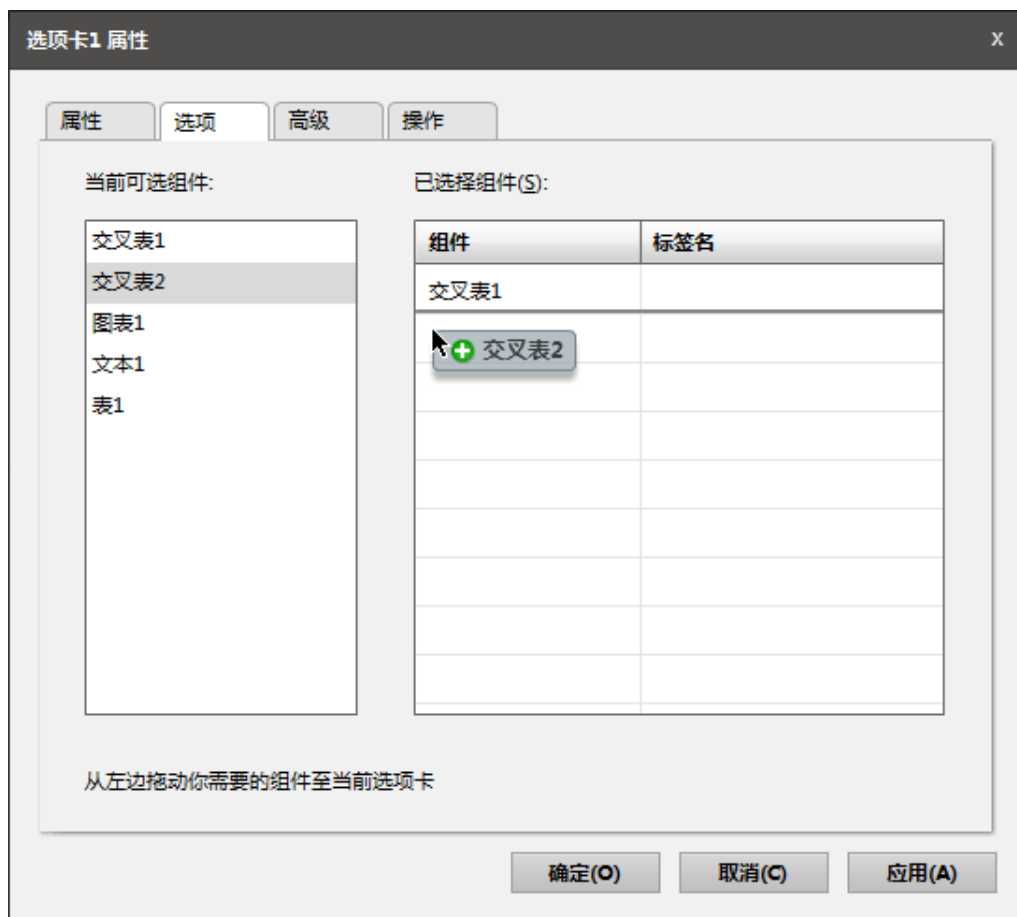 选项卡1 属性 x
属性 选项 高级 操作
当前可选组件: 已选择组件(S):
交叉表1
交叉表2
图表1
文本1
表1
组件 标签名
交叉表1
交叉表2
从左边拖动你需要的组件至当前选项卡
确定(O) 取消(C) 应用(A)